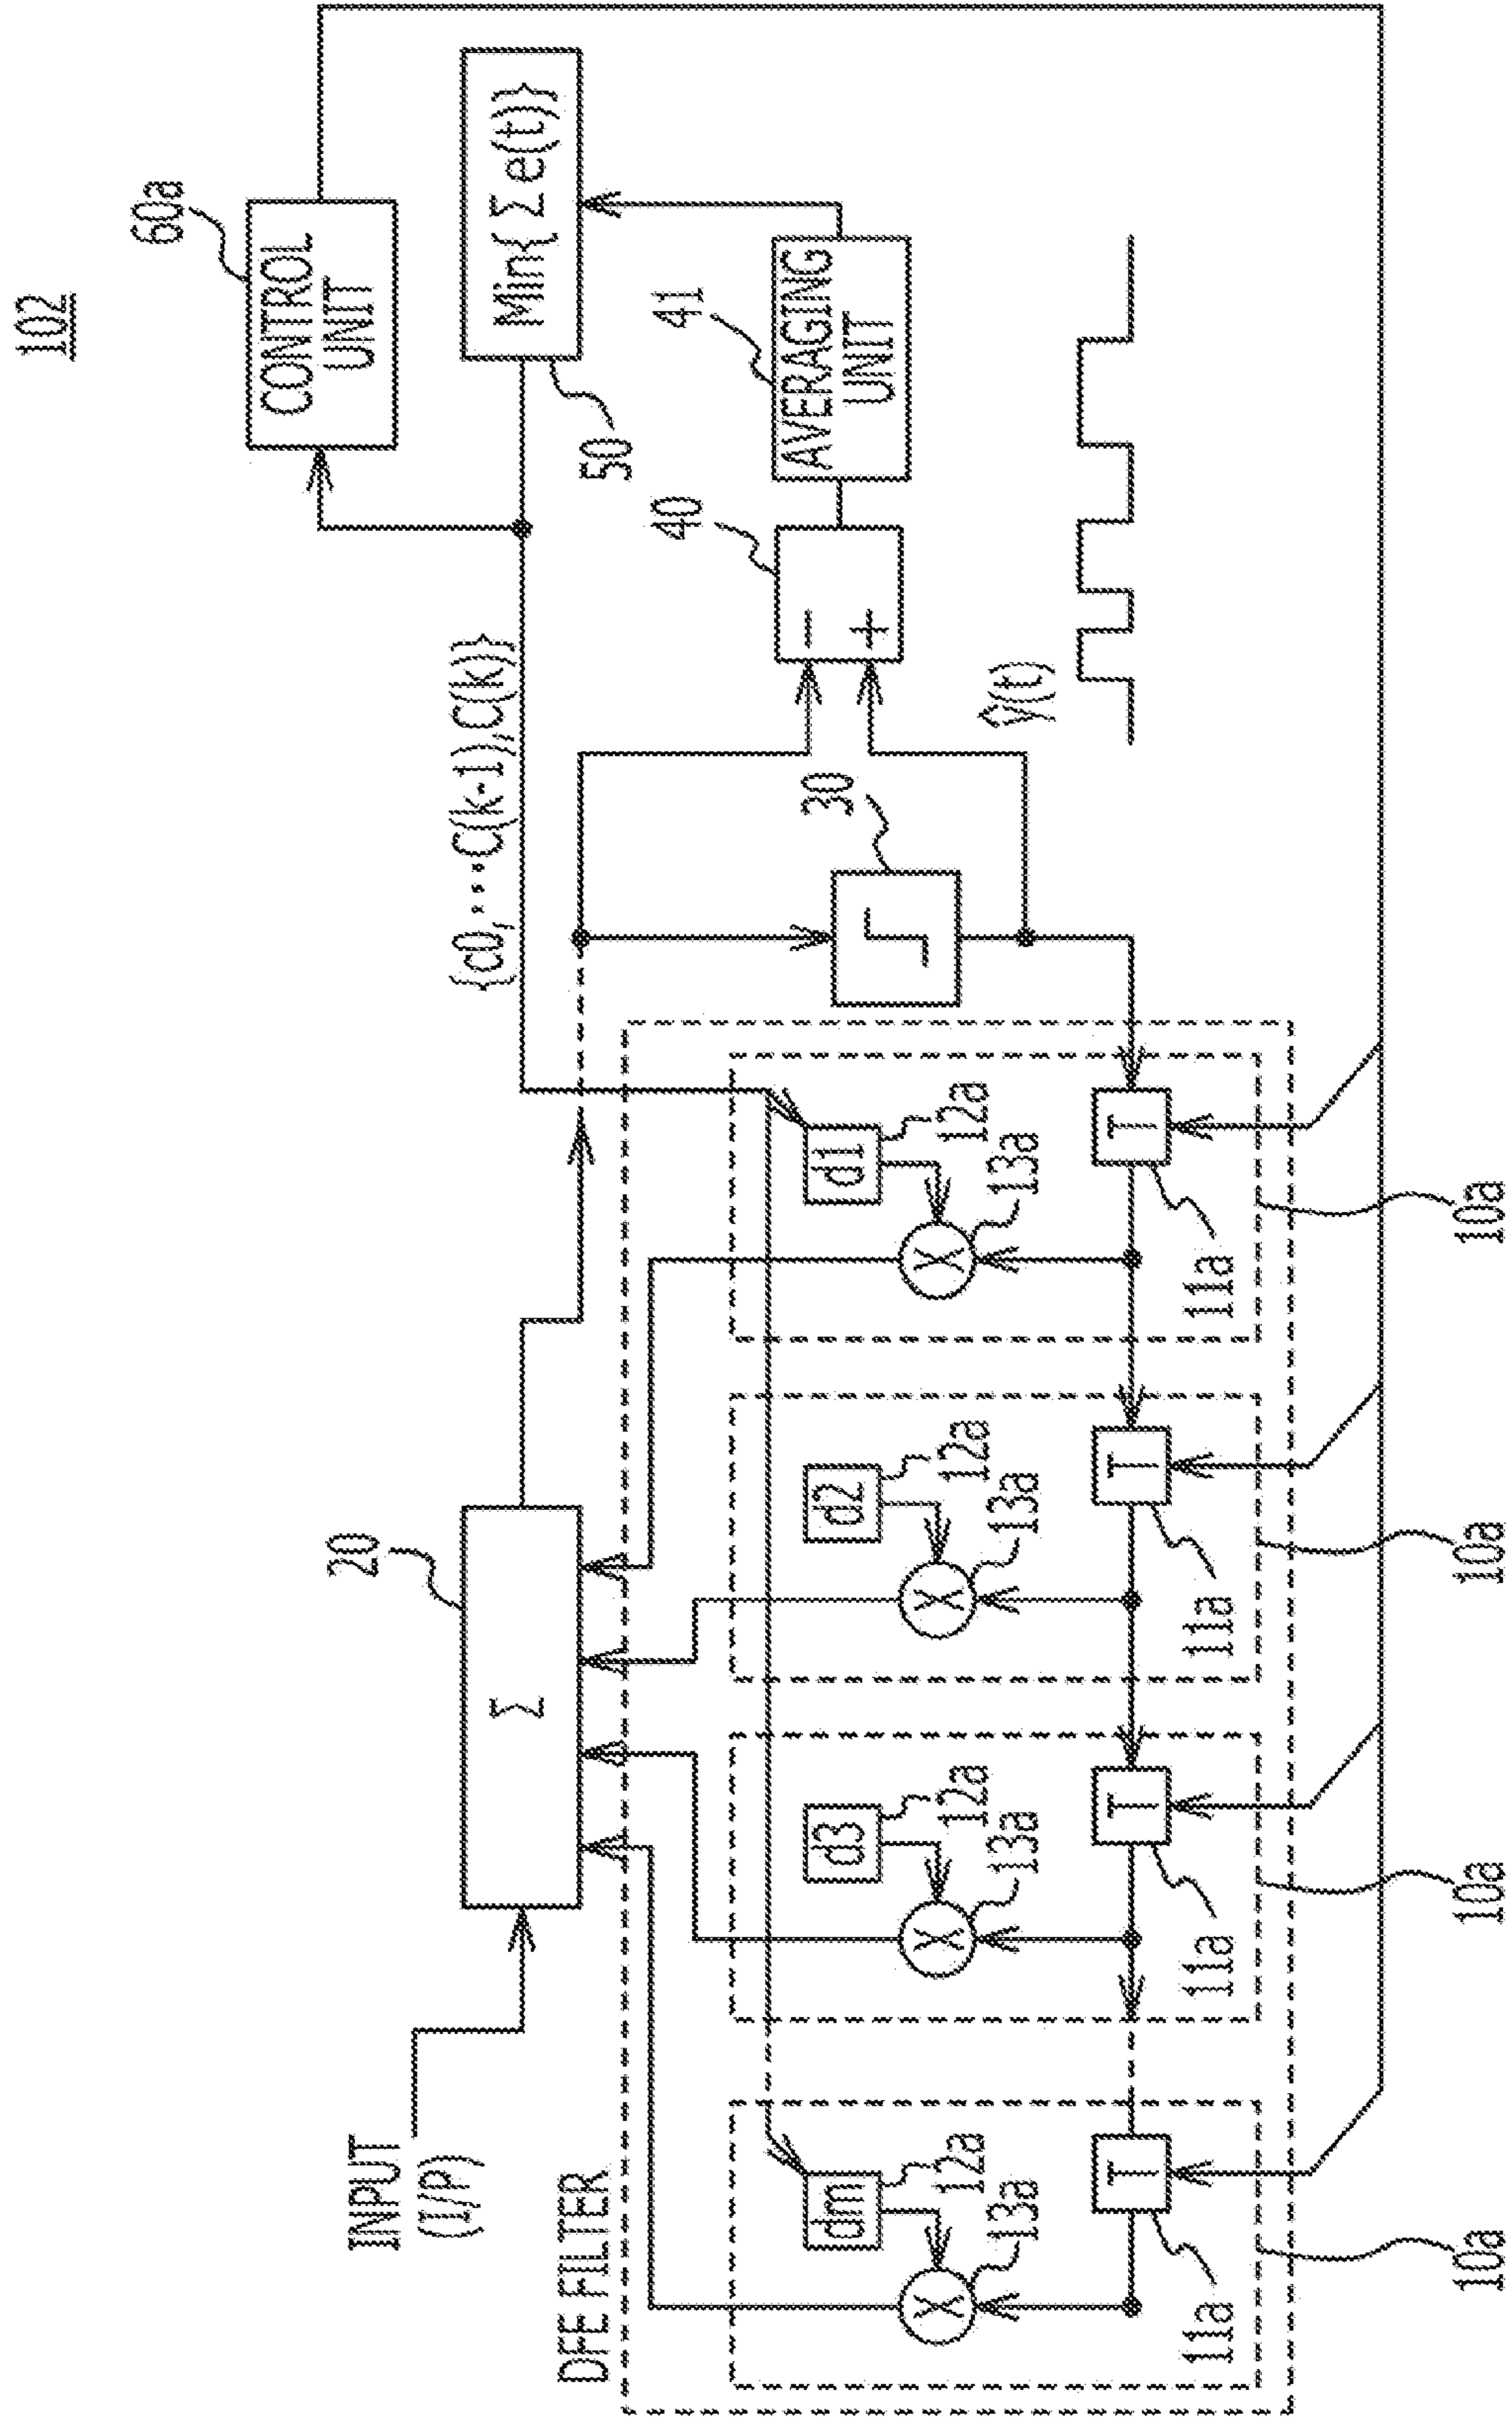 102
60a
CONTROL
UNIT
Min{ Σ e(t)}
50
{c0,···C(k-1),C(k)}
41
AVERAGING
UNIT
40
−
+
30
ŷ(t)
20
Σ
INPUT
(I/P)
DFE FILTER
dm
12a
X
13a
T
11a
10a
d3
12a
X
13a
T
11a
10a
d2
12a
X
13a
T
11a
10a
d1
12a
X
13a
T
11a
10a